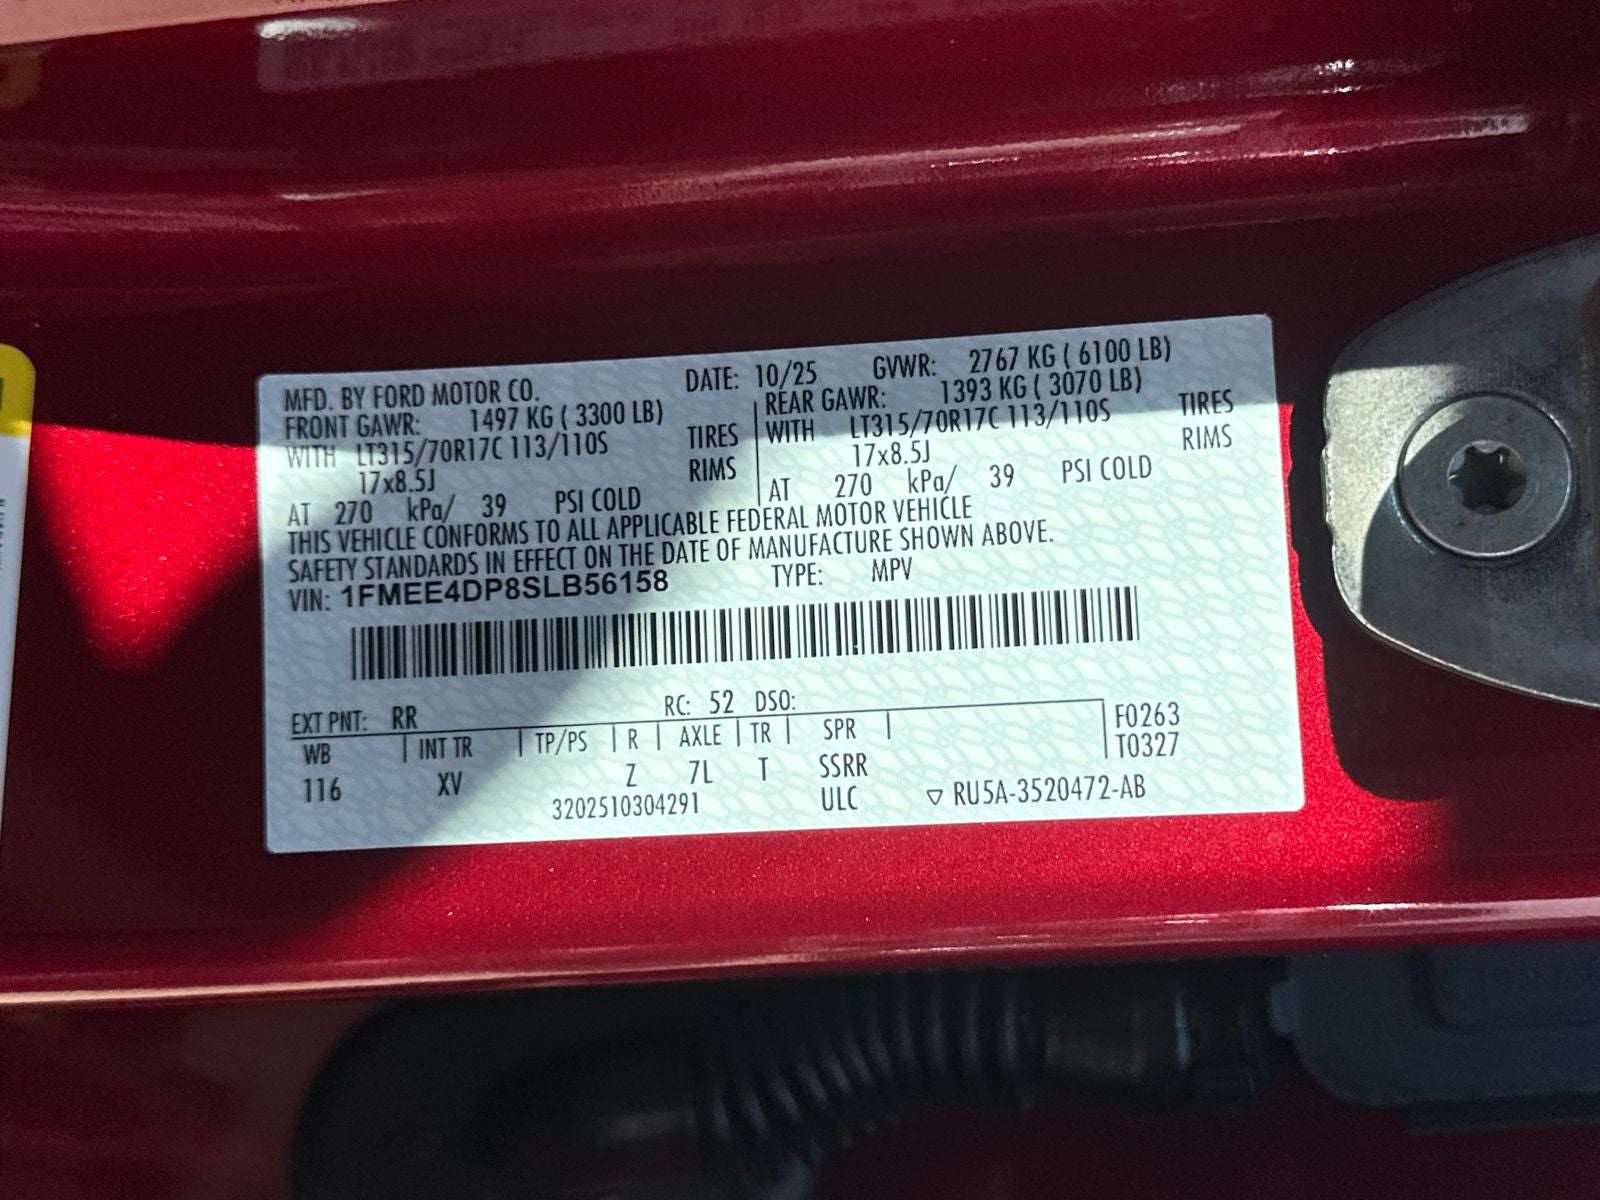 MFD. BY FORD MOTOR CO. DATE: 10/25 GVWR: 2767 KG ( 6100 LB)
FRONT GAWR: 1497 KG ( 3300 LB) REAR GAWR: 1393 KG ( 3070 LB)
WITH LT315/70R17C 113/110S TIRES WITH LT315/70R17C 113/110S TIRES
17x8.5J RIMS 17x8.5J RIMS
AT 270 kPa/ 39 PSI COLD AT 270 kPa/ 39 PSI COLD
THIS VEHICLE CONFORMS TO ALL APPLICABLE FEDERAL MOTOR VEHICLE
SAFETY STANDARDS IN EFFECT ON THE DATE OF MANUFACTURE SHOWN ABOVE.
VIN: 1FMEE4DP8SLB56158 TYPE: MPV
EXT PNT: RR RC: 52 DSO:
WB INT TR TP/PS R AXLE TR SPR F0263
T0327
116 XV Z 7L T SSRR
3202510304291 ULC ▽ RU5A-3520472-AB